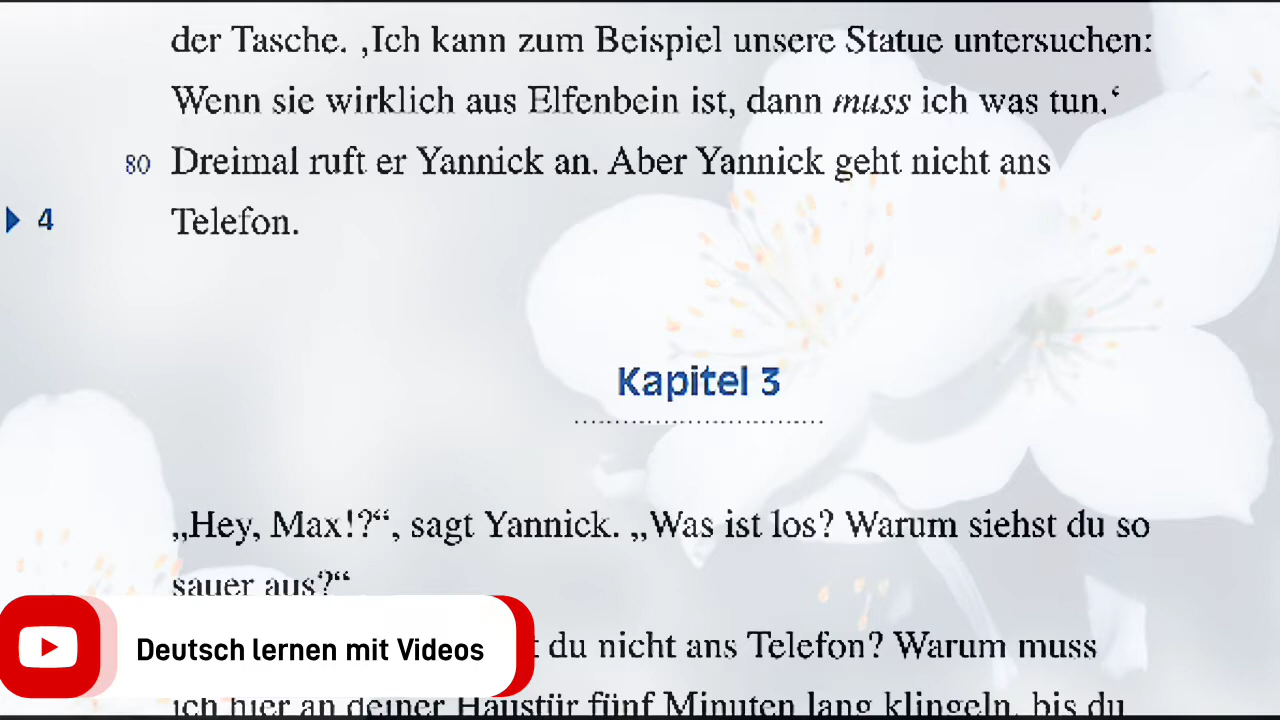 der Tasche. ‚Ich kann zum Beispiel unsere Statue untersuchen:
Wenn sie wirklich aus Elfenbein ist, dann muss ich was tun.‘
80 Dreimal ruft er Yannick an. Aber Yannick geht nicht ans
4 Telefon.
Kapitel 3
„Hey, Max!?“, sagt Yannick. „Was ist los? Warum siehst du so
sauer aus?“
du nicht ans Telefon? Warum muss
Deutsch lernen mit Videos
ich hier an deiner Haustür fünf Minuten lang klingeln, bis du